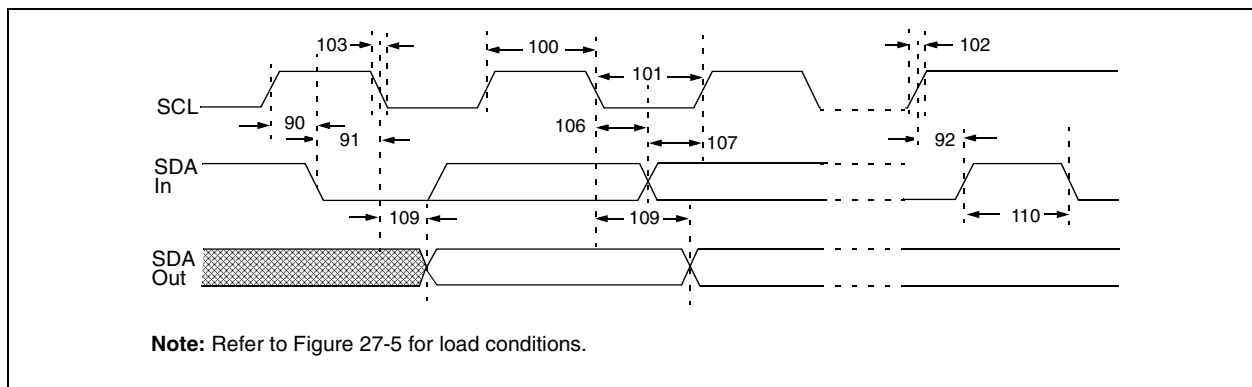 103
100
102
101
SCL
90
106
91
107
92
SDA
In
109
109
110
SDA
Out
Note: Refer to Figure 27-5 for load conditions.